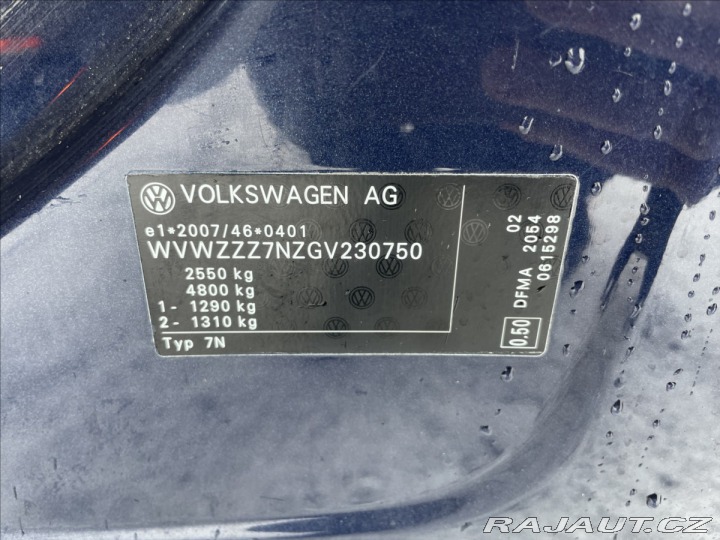 VOLKSWAGEN AG
e1*2007/46*0401
WVWZZZ7NZGV230750
2550 kg
4800 kg
1- 1290 kg
2- 1310 kg
Typ 7N
0.50
DFMA 02
2054
0615298
RAJAUT.CZ